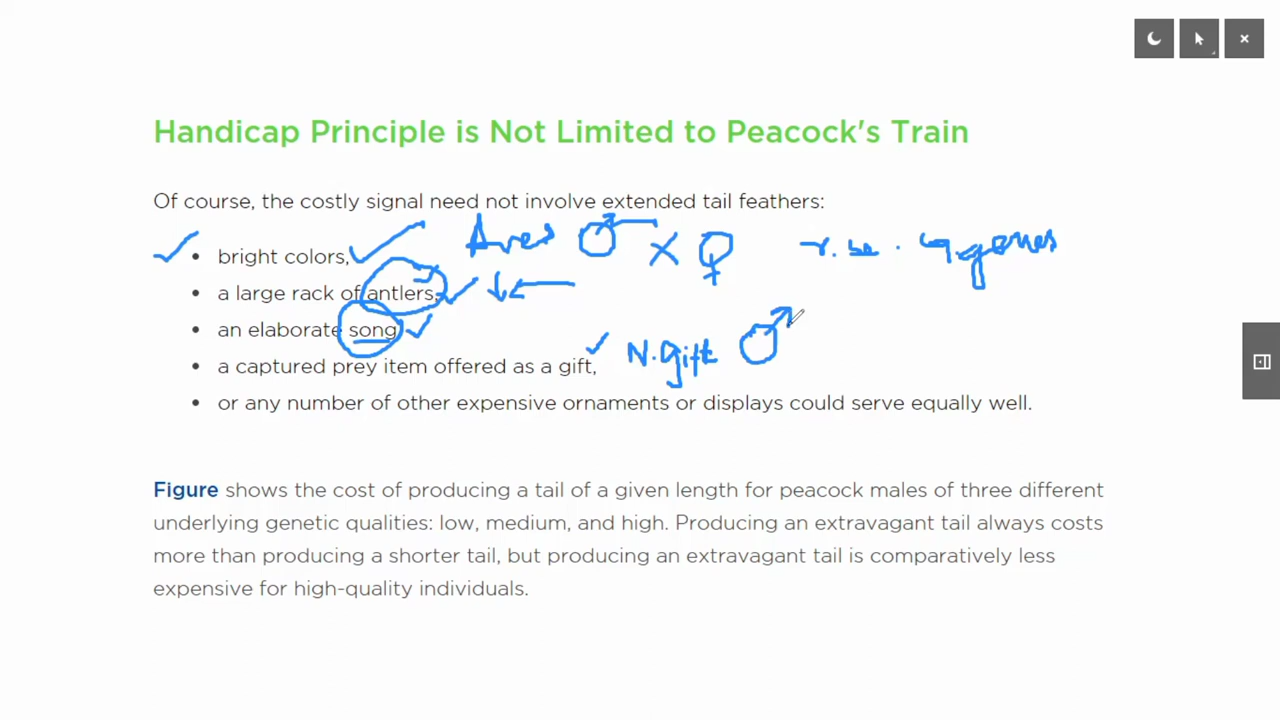 Handicap Principle is Not Limited to Peacock's Train
Of course, the costly signal need not involve extended tail feathers:
Aves ♂ X ♀
• bright colors,
• a large rack of antlers,
• an elaborate song
N. Gift ♂
• a captured prey item offered as a gift,
• or any number of other expensive ornaments or displays could serve equally well.
Figure shows the cost of producing a tail of a given length for peacock males of three different
underlying genetic qualities: low, medium, and high. Producing an extravagant tail always costs
more than producing a shorter tail, but producing an extravagant tail is comparatively less
expensive for high-quality individuals.